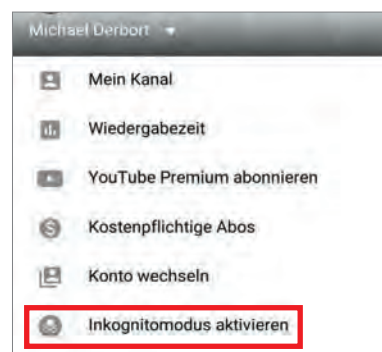 Michael Derbort
Mein Kanal
Wiedergabezeit
YouTube Premium abonnieren
Kostenpflichtige Abos
Konto wechseln
Inkognitomodus aktivieren